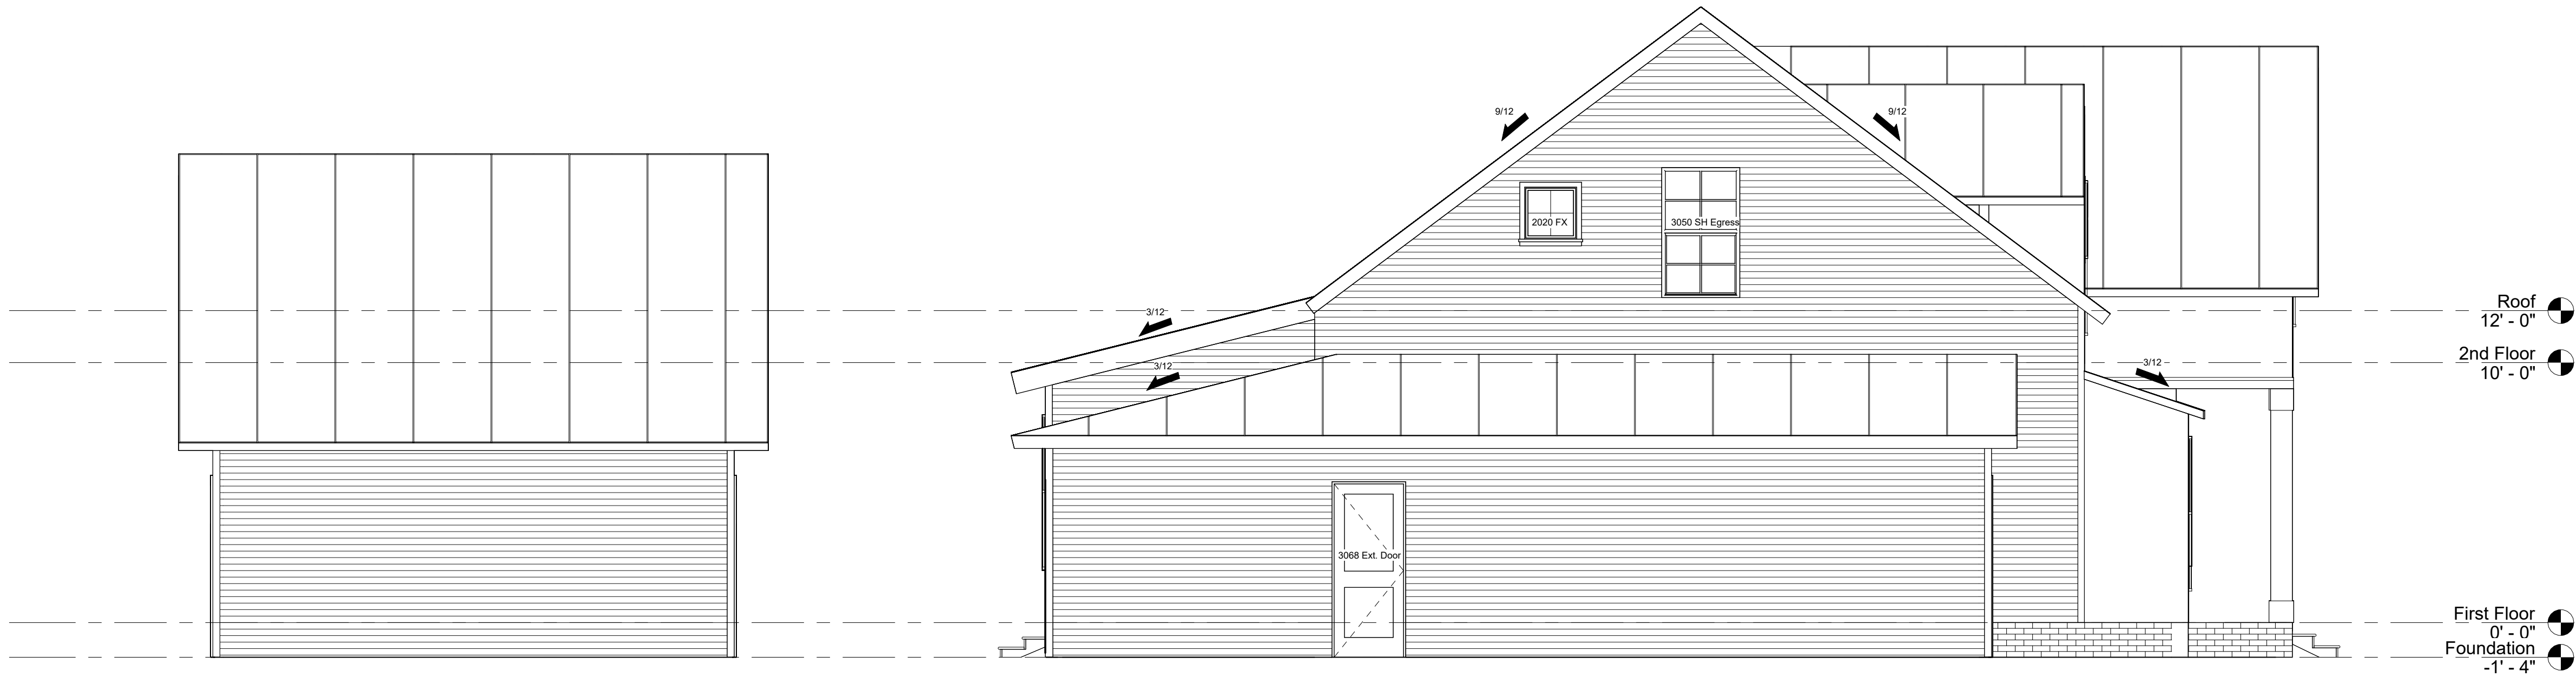 9/12
9/12
2020 FX
3050 SH Egress
3/12
3/12
3/12
3068 Ext. Door
Roof
12' - 0"
2nd Floor
10' - 0"
First Floor
0' - 0"
Foundation
-1' - 4"